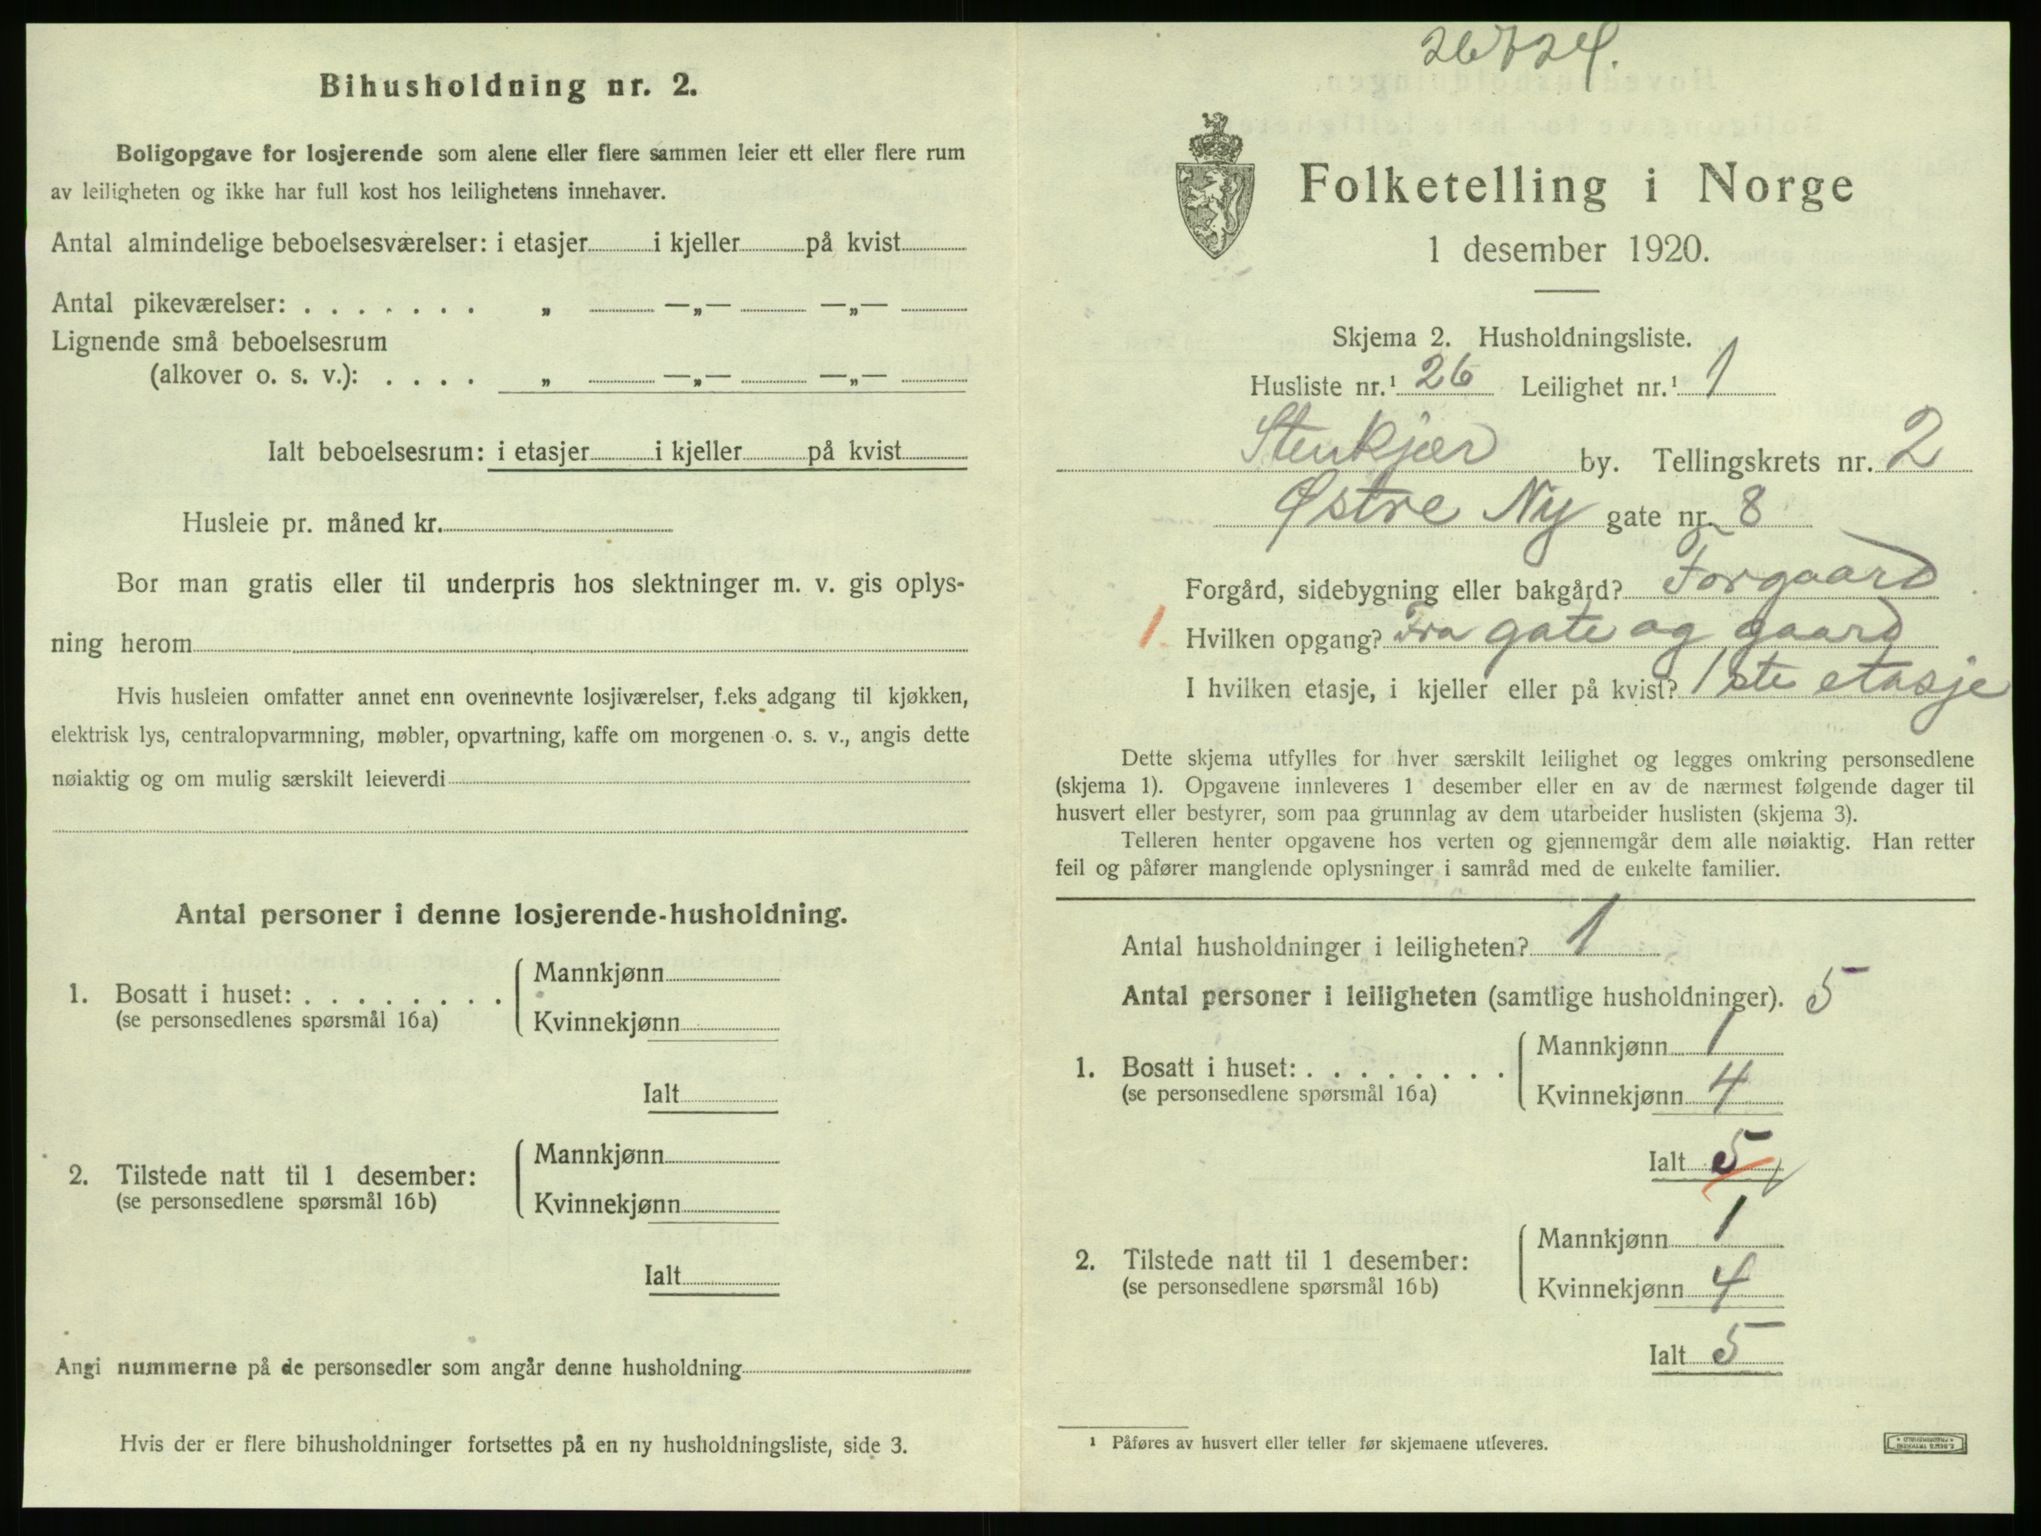 Bihusholdning nr. 2.
Boligopgave for losjerende som alene eller flere sammen leier ett eller flere rum
av leiligheten og ikke har full kost hos leilighetens innehaver.
Antal almindelige beboelsesværelser: i etasjer i kjeller på kvist
Antal pikeværelser: . . . . . . . „ —„— —„—
Lignende små beboelsesrum
(alkover o. s. v.): . . . . „ —„— —„—
Ialt beboelsesrum: i etasjer i kjeller på kvist
Husleie pr. måned kr.
Bor man gratis eller til underpris hos slektninger m. v. gis oplys-
ning herom
Hvis husleien omfatter annet enn ovennevnte losjiværelser, f.eks adgang til kjøkken,
elektrisk lys, centralopvarmning, møbler, opvartning, kaffe om morgenen o. s. v., angis dette
nøiaktig og om mulig særskilt leieverdi
Antal personer i denne losjerende-husholdning.
1. Bosatt i huset: . . . . . . . . Mannkjønn
(se personsedlenes spørsmål 16a) Kvinnekjønn
Ialt
2. Tilstede natt til 1 desember: Mannkjønn
(se personsedlene spørsmål 16b) Kvinnekjønn
Ialt
Angi nummerne på de personsedler som angår denne husholdning
Hvis der er flere bihusholdninger fortsettes på en ny husholdningsliste, side 3.
Folketelling i Norge
1 desember 1920.
Skjema 2. Husholdningsliste.
Husliste nr.¹ 26 Leilighet nr.¹ 1
Stenkjær by. Tellingskrets nr. 2
Østre Ny gate nr. 8
Forgård, sidebygning eller bakgård? Forgaard
1. Hvilken opgang? Fra gate og gaard
I hvilken etasje, i kjeller eller på kvist? 1ste etasje
Dette skjema utfylles for hver særskilt leilighet og legges omkring personsedlene
(skjema 1). Opgavene innleveres 1 desember eller en av de nærmest følgende dager til
husvert eller bestyrer, som paa grunnlag av dem utarbeider huslisten (skjema 3).
Telleren henter opgavene hos verten og gjennemgår dem alle nøiaktig. Han retter
feil og påfører manglende oplysninger i samråd med de enkelte familier.
Antal husholdninger i leiligheten? 1
Antal personer i leiligheten (samtlige husholdninger). 5
1. Bosatt i huset: . . . . . . . . Mannkjønn 1
(se personsedlene spørsmål 16a) Kvinnekjønn 4
Ialt 5
2. Tilstede natt til 1 desember: Mannkjønn 1
(se personsedlene spørsmål 16b) Kvinnekjønn 4
Ialt 5
¹ Påføres av husvert eller teller før skjemaene utleveres.